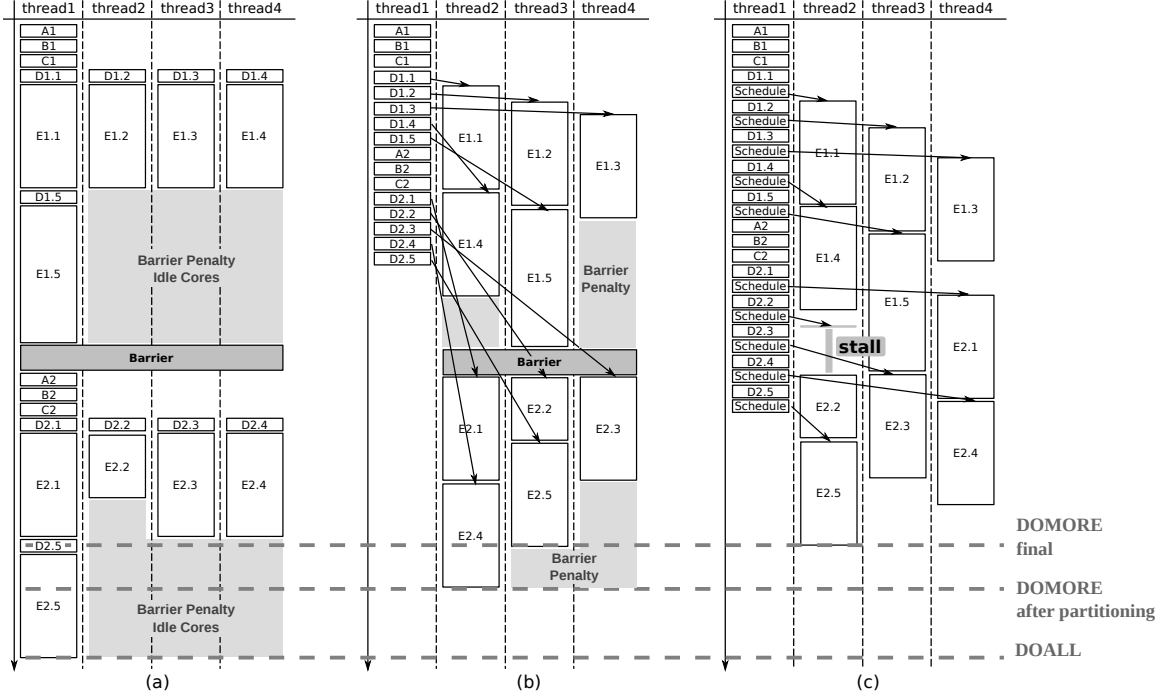 thread1 thread2 thread3 thread4
A1
B1
C1
D1.1 D1.2 D1.3 D1.4
E1.1 E1.2 E1.3 E1.4
D1.5
E1.5
Barrier Penalty
Idle Cores
Barrier
A2
B2
C2
D2.1 D2.2 D2.3 D2.4
E2.1 E2.2 E2.3 E2.4
D2.5
E2.5
Barrier Penalty
Idle Cores
(a)
thread1 thread2 thread3 thread4
A1
B1
C1
D1.1
D1.2
D1.3
D1.4
D1.5
A2
B2
C2
D2.1
D2.2
D2.3
D2.4
D2.5
E1.1
E1.2
E1.3
E1.4
E1.5
Barrier
Penalty
Barrier
E2.1
E2.2
E2.3
E2.4
E2.5
Barrier
Penalty
(b)
thread1 thread2 thread3 thread4
A1
B1
C1
D1.1
Schedule
D1.2
Schedule
D1.3
Schedule
D1.4
Schedule
D1.5
Schedule
A2
B2
C2
D2.1
Schedule
D2.2
Schedule
D2.3
Schedule
D2.4
Schedule
D2.5
Schedule
E1.1
E1.2
E1.3
E1.4
E1.5
stall
E2.1
E2.2
E2.3
E2.4
E2.5
(c)
DOMORE
final
DOMORE
after partitioning
DOALL